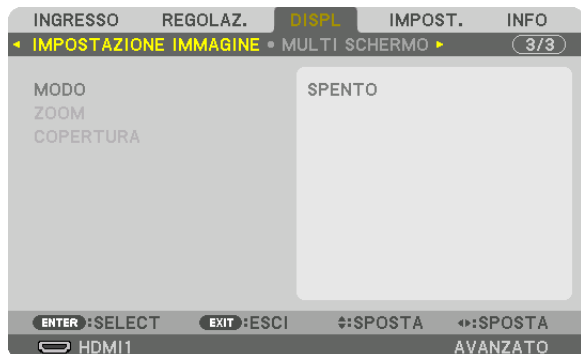 INGRESSO REGOLAZ. DISPL IMPOST. INFO
IMPOSTAZIONE IMMAGINE • MULTI SCHERMO 3/3
MODO SPENTO
ZOOM
COPERTURA
ENTER :SELECT EXIT :ESCI :SPOSTA :SPOSTA
HDMI1 AVANZATO